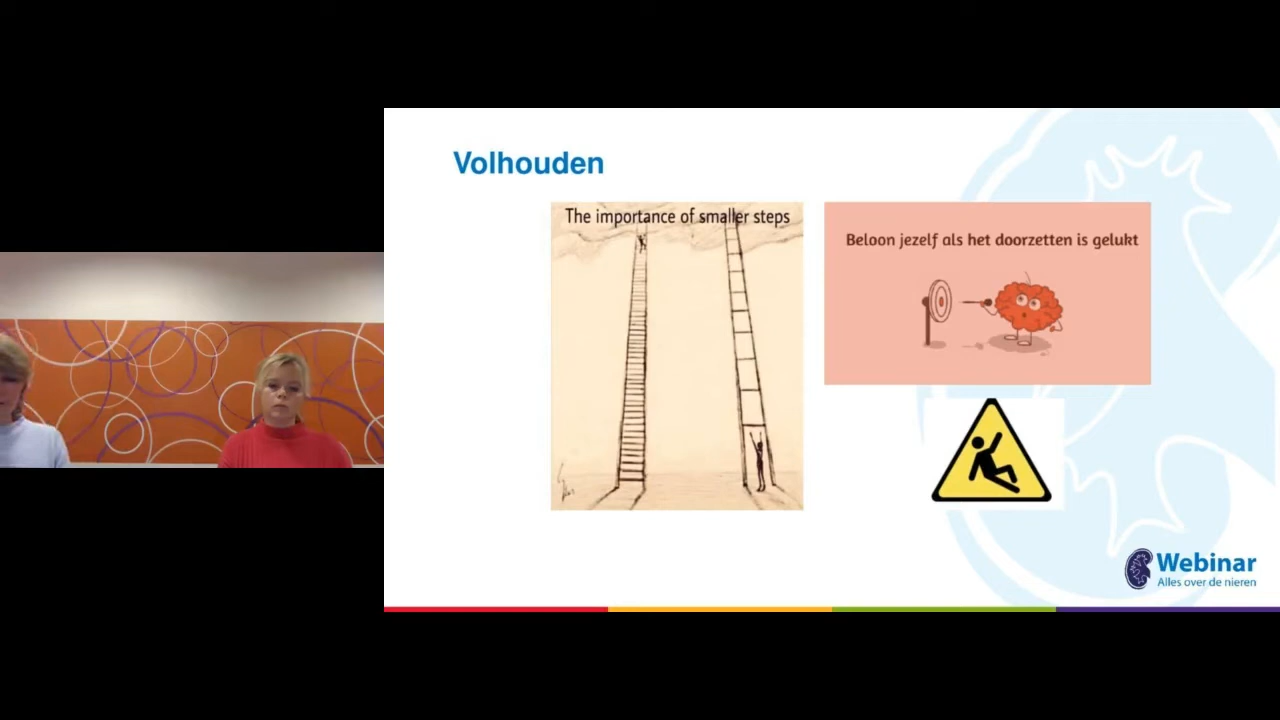 Volhouden
The importance of smaller steps
Beloon jezelf als het doorzetten is gelukt
Webinar
Alles over de nieren